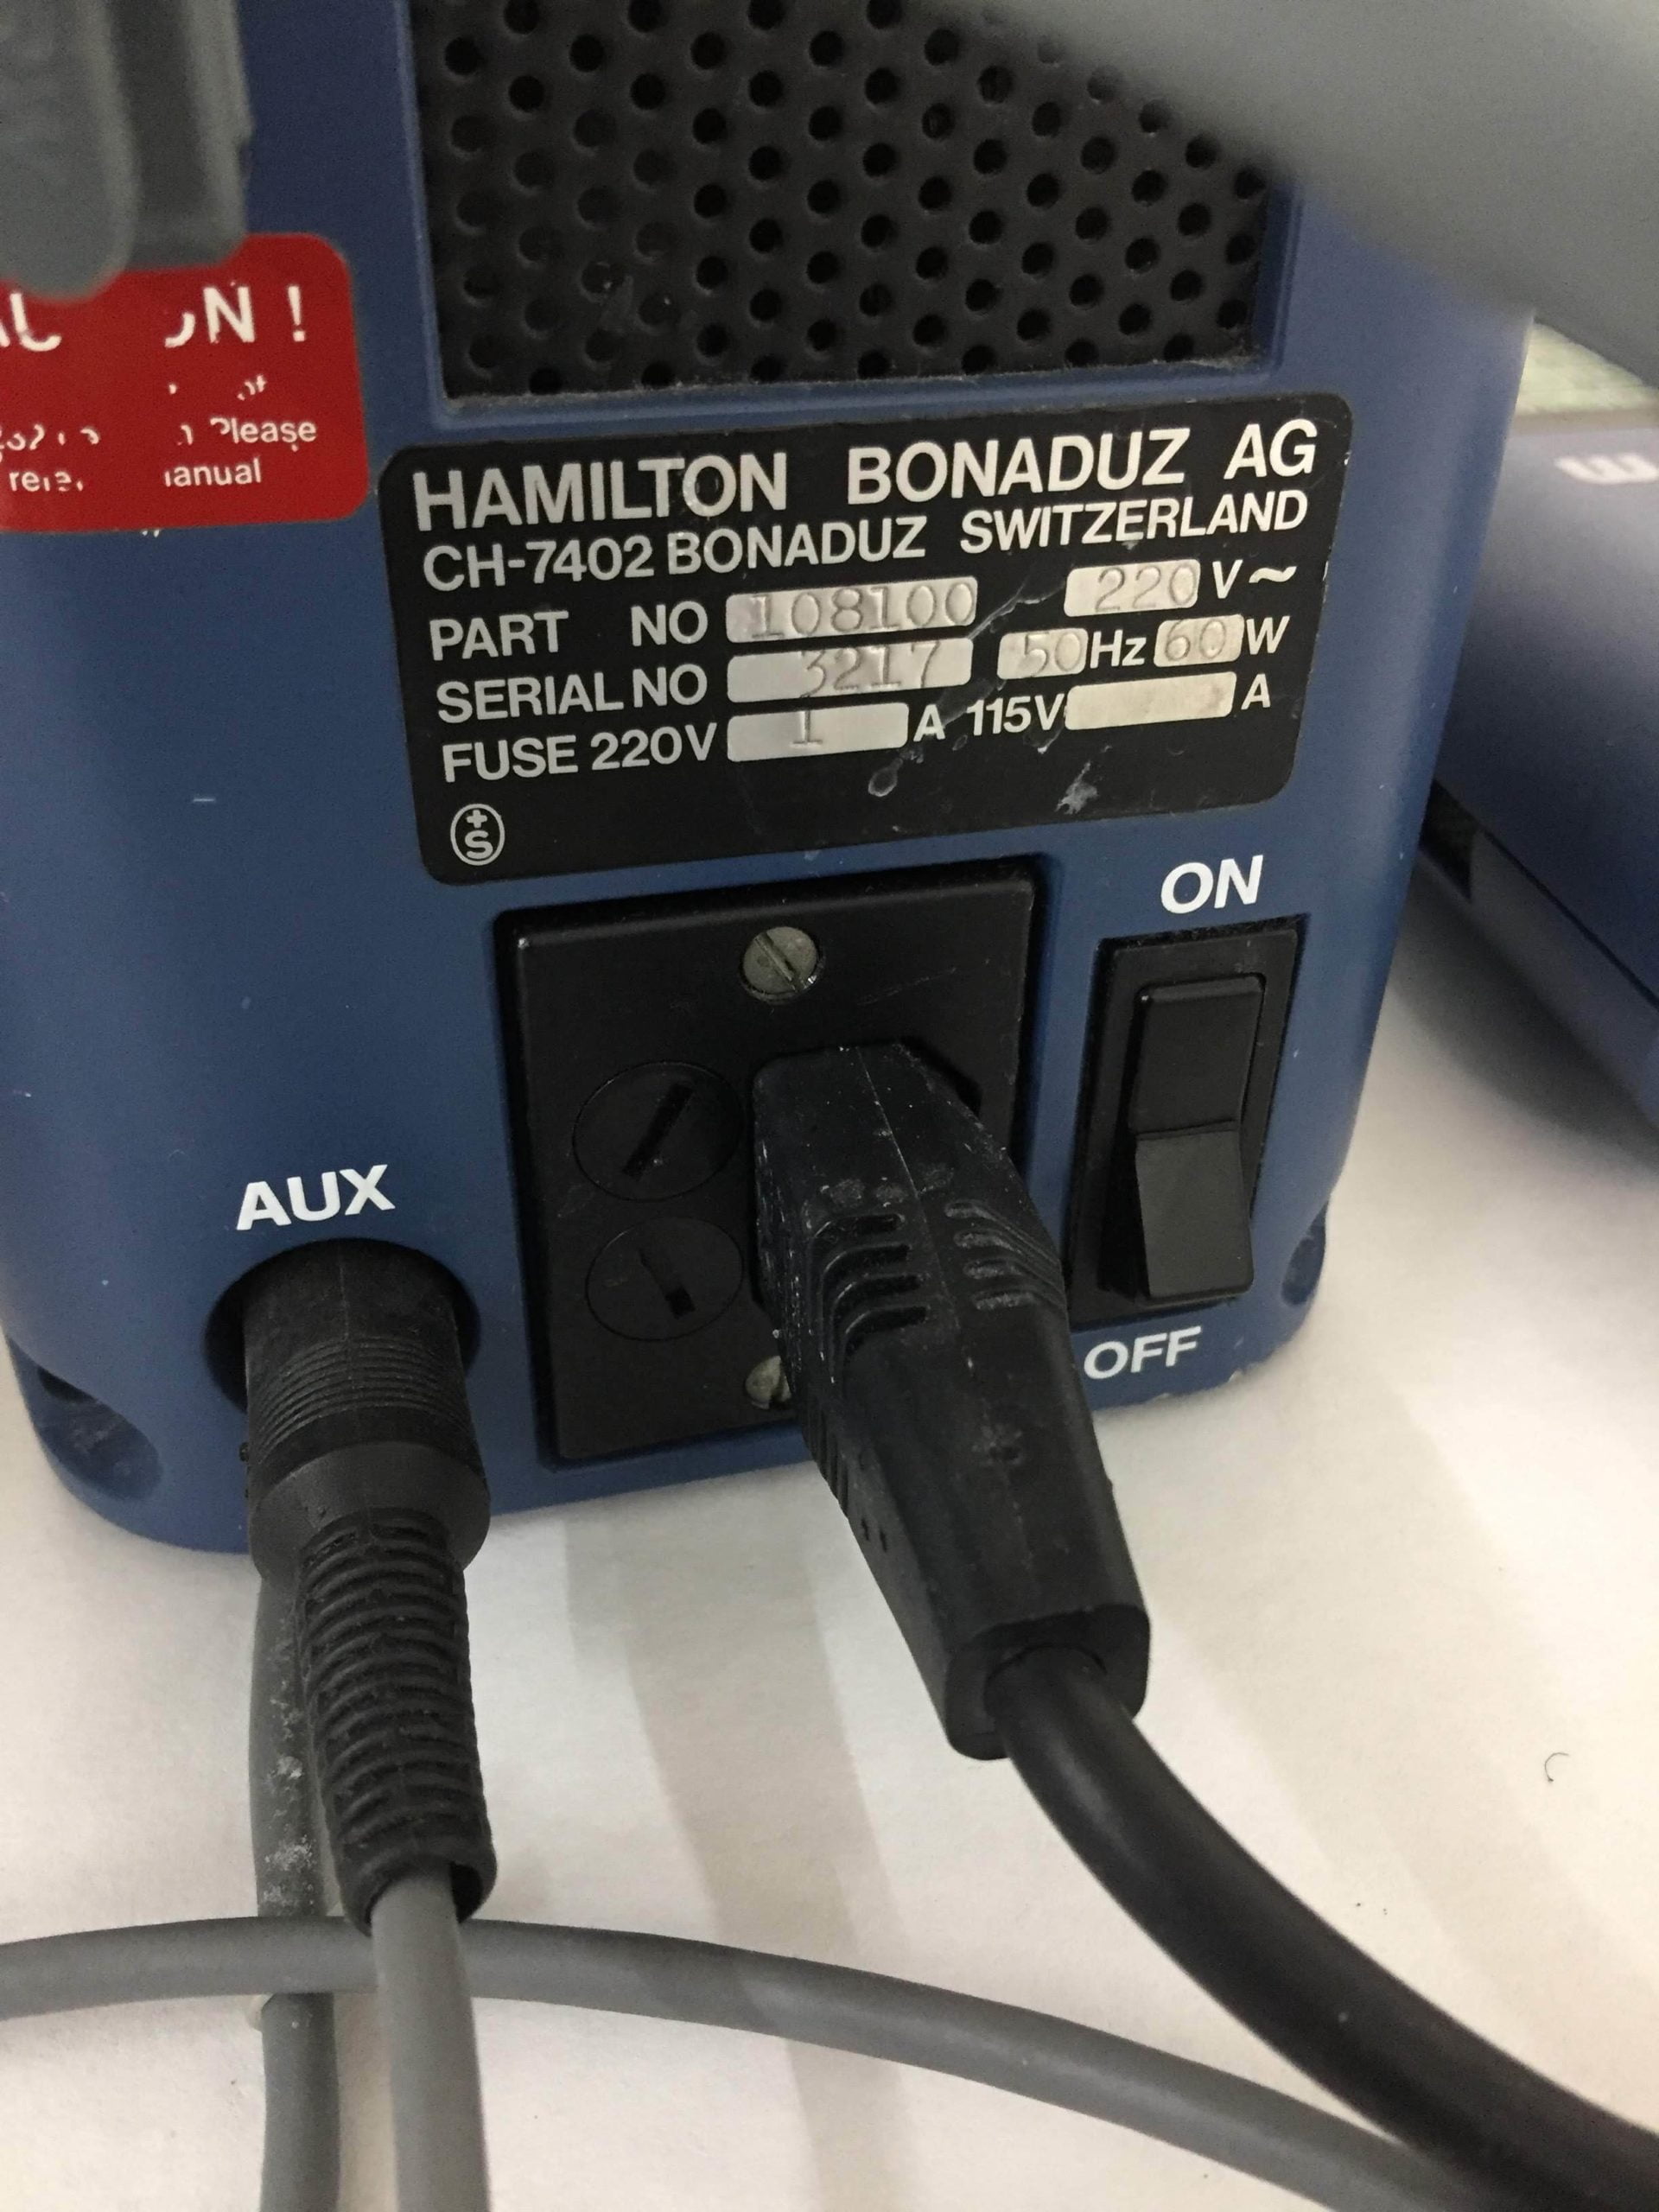 ON !
Please
manual
HAMILTON BONADUZ AG
CH-7402 BONADUZ SWITZERLAND
PART NO 108100 220 V~
SERIAL NO 3217 50 Hz 60 W
FUSE 220V 1 A 115V A
+S
ON
AUX
OFF